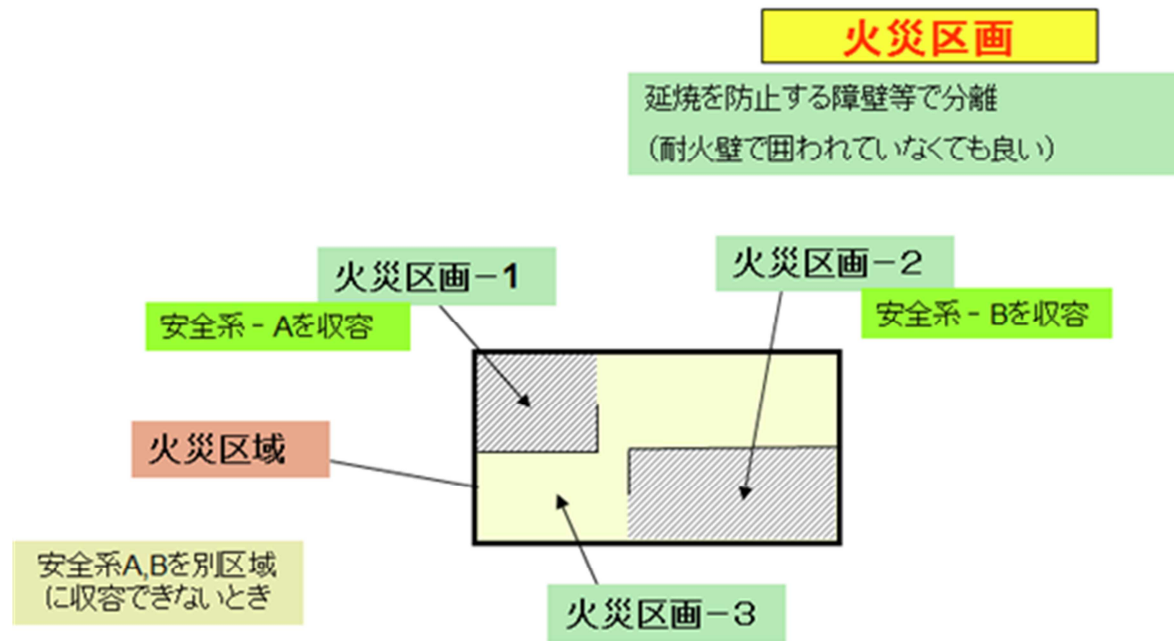 火災区画
延焼を防止する障壁等で分離
（耐火壁で囲われていなくても良い）
火災区画－1
火災区画－2
安全系 - Aを収容
安全系 - Bを収容
火災区域
安全系A,Bを別区域
に収容できないとき
火災区画－3